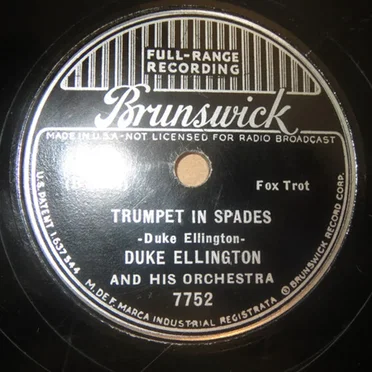 FULL-RANGE
RECORDING
Brunswick
MADE IN U.S.A-NOT LICENSED FOR RADIO BROADCAST
Fox Trot
TRUMPET IN SPADES
-Duke Ellington-
DUKE ELLINGTON
AND HIS ORCHESTRA
7752
U.S. PATENT 1637544
M.DEF. MARCA INDUSTRIAL REGISTRATA
© BRUNSWICK RECORD CORP.